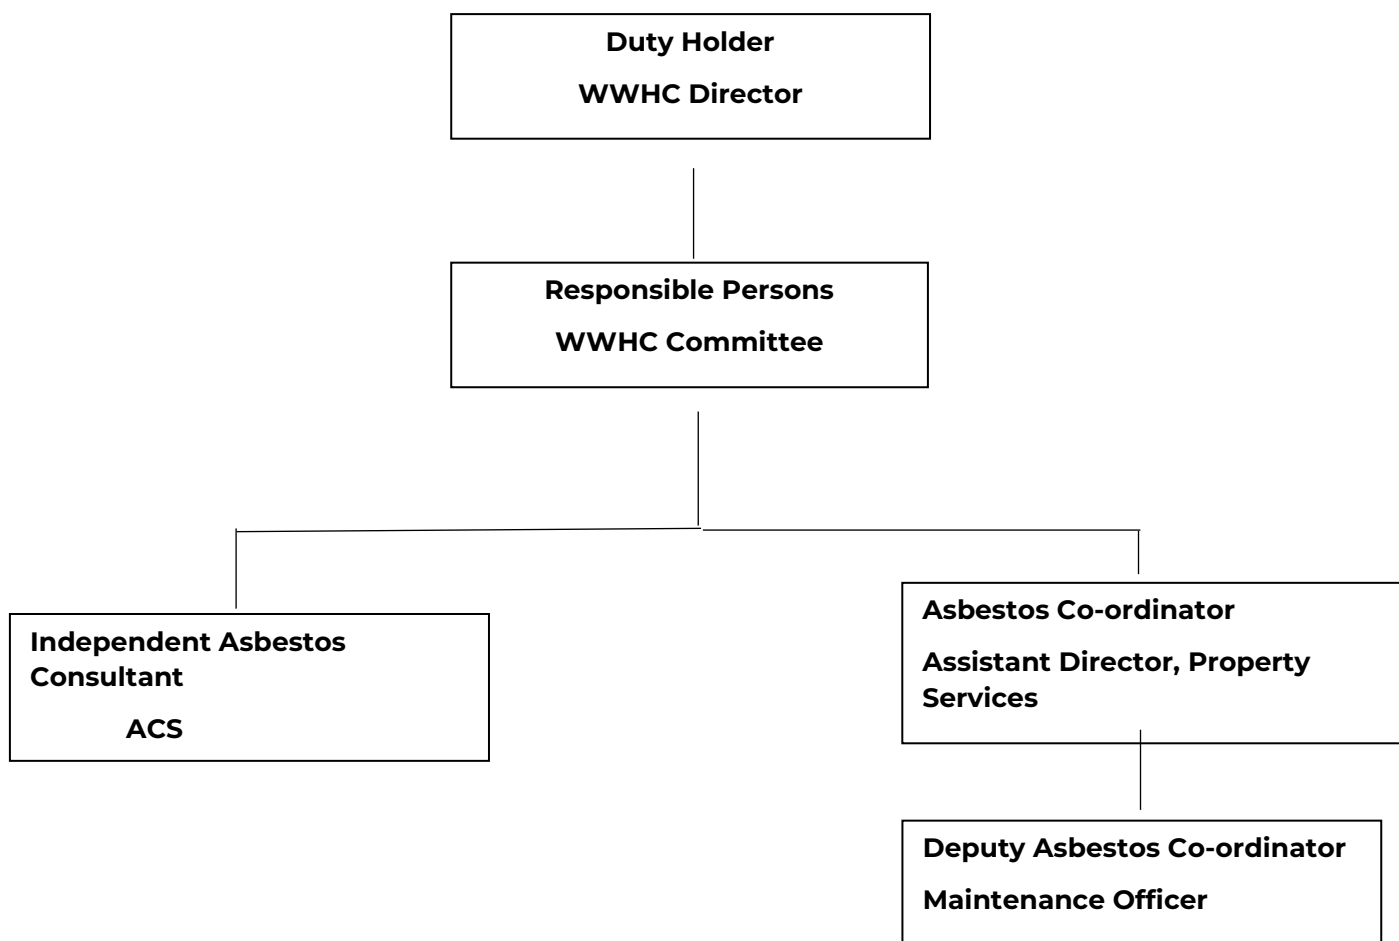 Duty Holder
WWHC Director
Responsible Persons
WWHC Committee
Independent Asbestos
Consultant
ACS
Asbestos Co-ordinator
Assistant Director, Property
Services
Deputy Asbestos Co-ordinator
Maintenance Officer